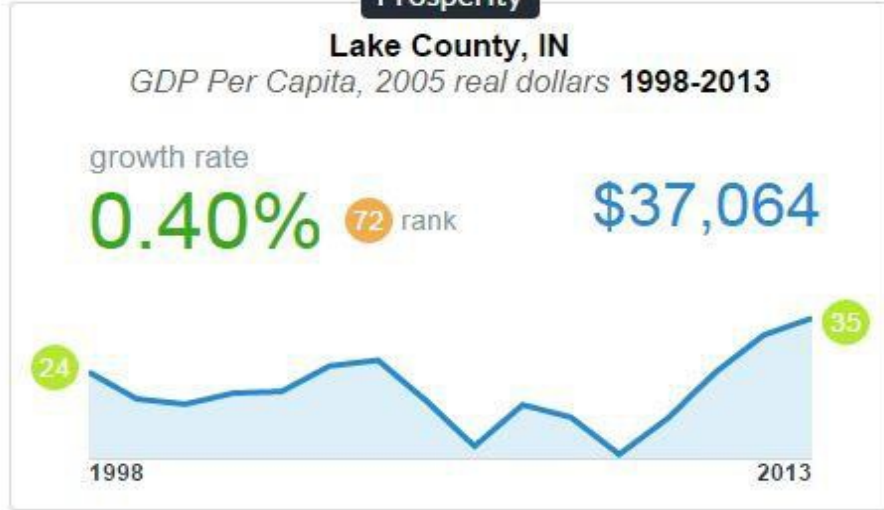 Prosperity
Lake County, IN
GDP Per Capita, 2005 real dollars 1998-2013
growth rate
0.40% 72 rank $37,064
24
35
1998 2013